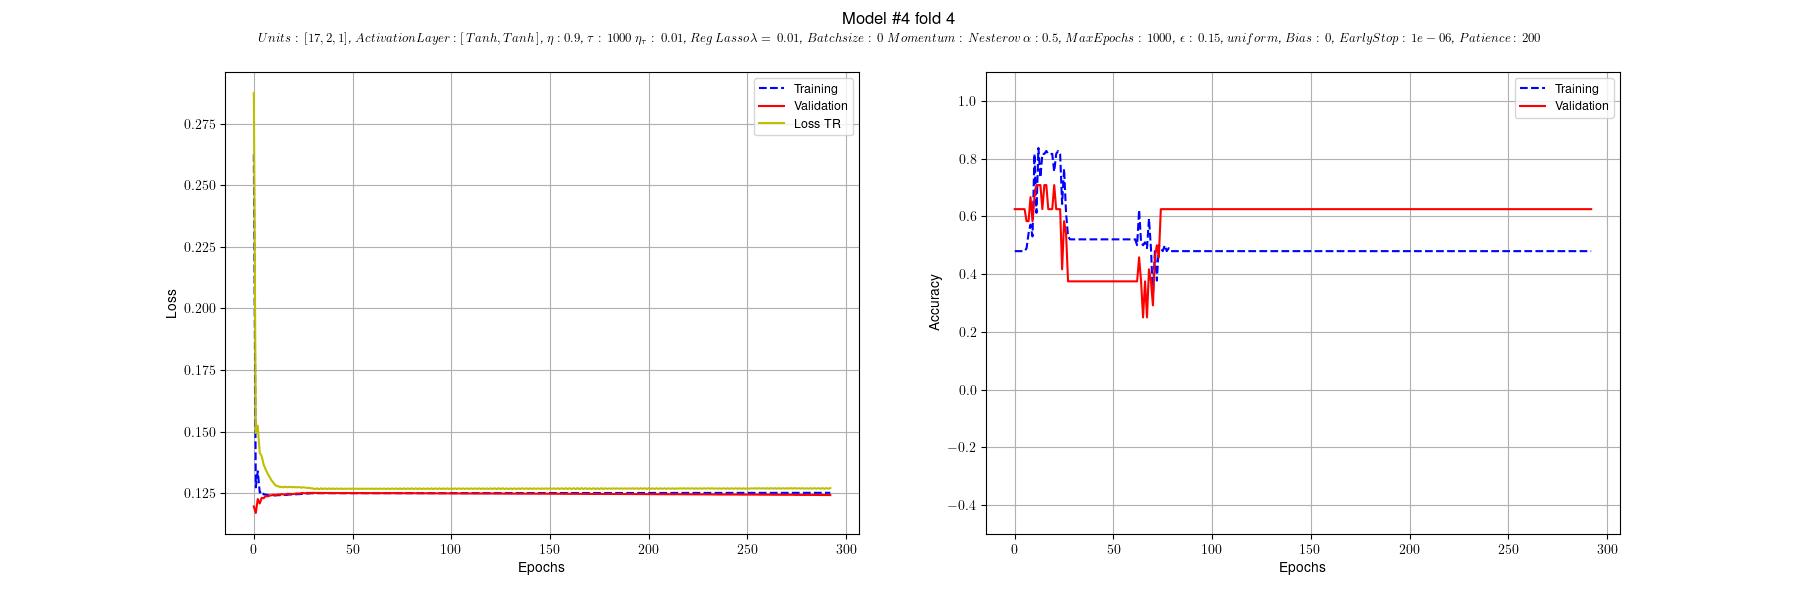 Model #4 fold 4
Units : [17, 2, 1], ActivationLayer : [Tanh, Tanh], η : 0.9, τ : 1000 ητ : 0.01, Reg Lassoλ = 0.01, Batchsize : 0 Momentum : Nesterov α : 0.5, MaxEpochs : 1000, ϵ : 0.15, uniform, Bias : 0, EarlyStop : 1e − 06, Patience : 200
Training
Validation
Loss TR
0.275
0.250
0.225
0.200
0.175
0.150
0.125
Loss
0 50 100 150 200 250 300
Epochs
Training
Validation
1.0
0.8
0.6
0.4
0.2
0.0
−0.2
−0.4
Accuracy
0 50 100 150 200 250 300
Epochs